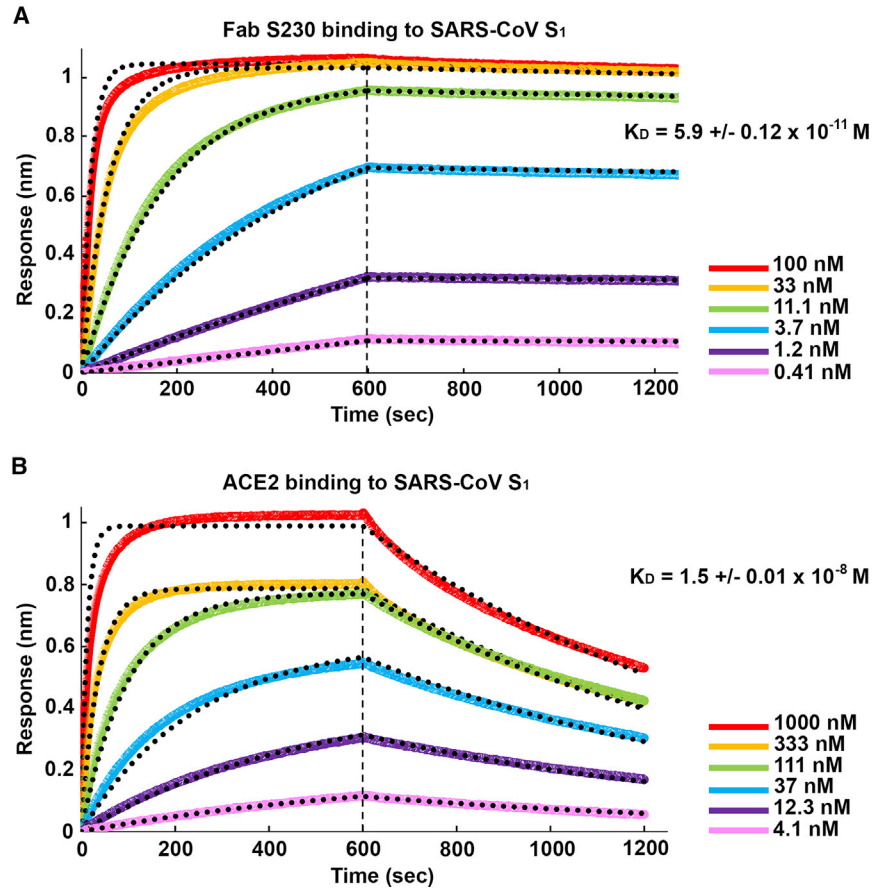 A
Fab S230 binding to SARS-CoV S1
Response (nm)
1
0.8
0.6
0.4
0.2
0
0 200 400 600 800 1000 1200
Time (sec)
KD = 5.9 +/- 0.12 x 10-11 M
100 nM
33 nM
11.1 nM
3.7 nM
1.2 nM
0.41 nM
B
ACE2 binding to SARS-CoV S1
Response (nm)
1
0.8
0.6
0.4
0.2
0
0 200 400 600 800 1000 1200
Time (sec)
KD = 1.5 +/- 0.01 x 10-8 M
1000 nM
333 nM
111 nM
37 nM
12.3 nM
4.1 nM